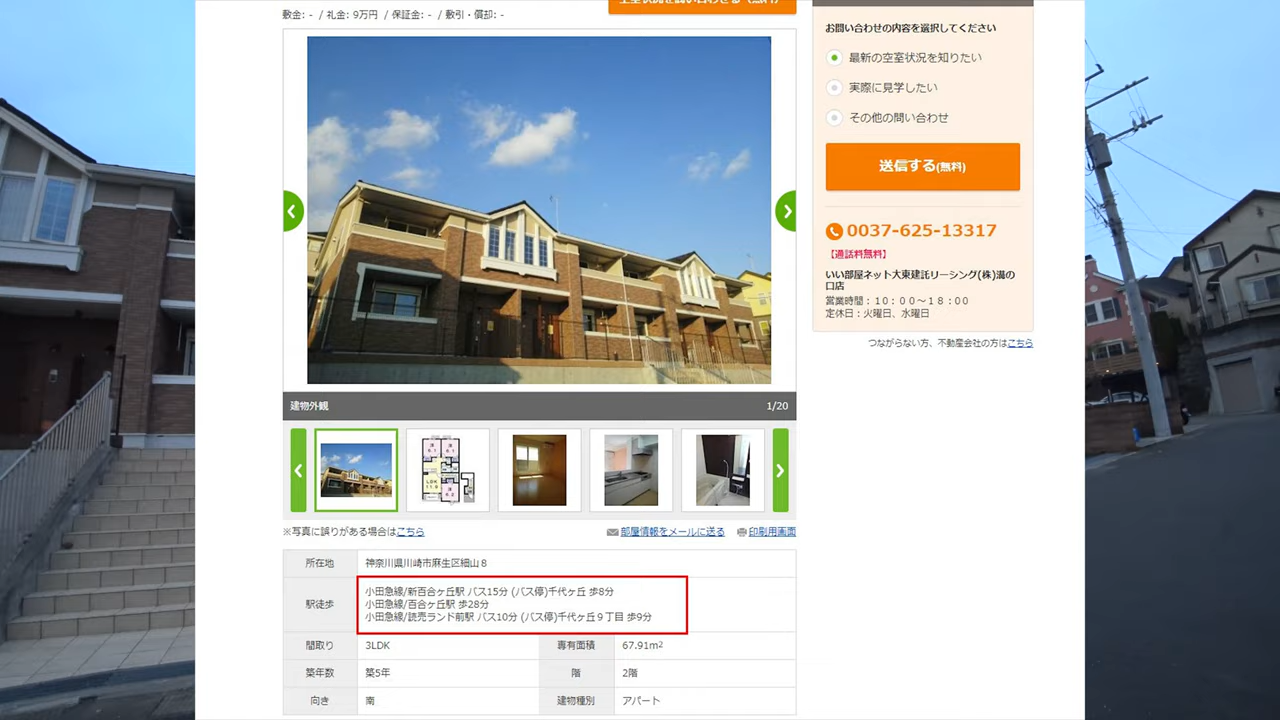 敷金: - / 礼金: 9万円 / 保証金: - / 敷引・償却: -
建物外観
1/20
※写真に誤りがある場合はこちら
部屋情報をメールに送る
印刷用画面
所在地
神奈川県川崎市麻生区細山8
駅徒歩
小田急線/新百合ヶ丘駅 バス15分 (バス停)千代ヶ丘 歩8分
小田急線/百合ヶ丘駅 歩28分
小田急線/読売ランド前駅 バス10分 (バス停)千代ヶ丘9丁目 歩9分
間取り
3LDK
専有面積
67.91m²
築年数
築5年
階
2階
向き
南
建物種別
アパート
お問い合わせの内容を選択してください
最新の空室状況を知りたい
実際に見学したい
その他の問い合わせ
送信する(無料)
0037-625-13317
【通話料無料】
いい部屋ネット大東建託リーシング(株)溝の
口店
営業時間:10:00～18:00
定休日:火曜日、水曜日
つながらない方、不動産会社の方はこちら